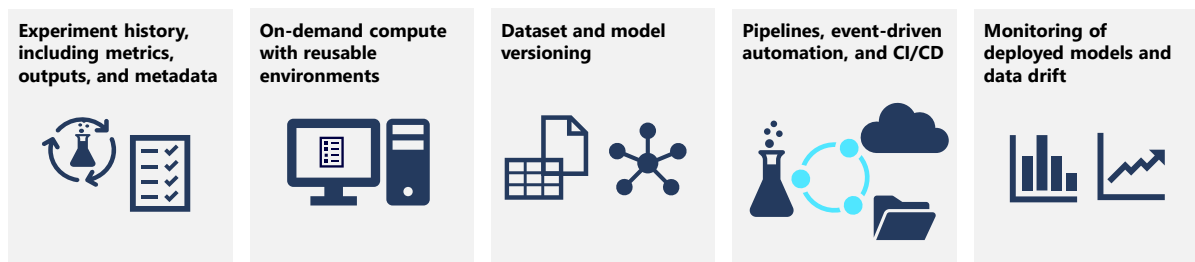 Experiment history,
including metrics,
outputs, and metadata
On-demand compute
with reusable
environments
Dataset and model
versioning
Pipelines, event-driven
automation, and CI/CD
Monitoring of
deployed models and
data drift